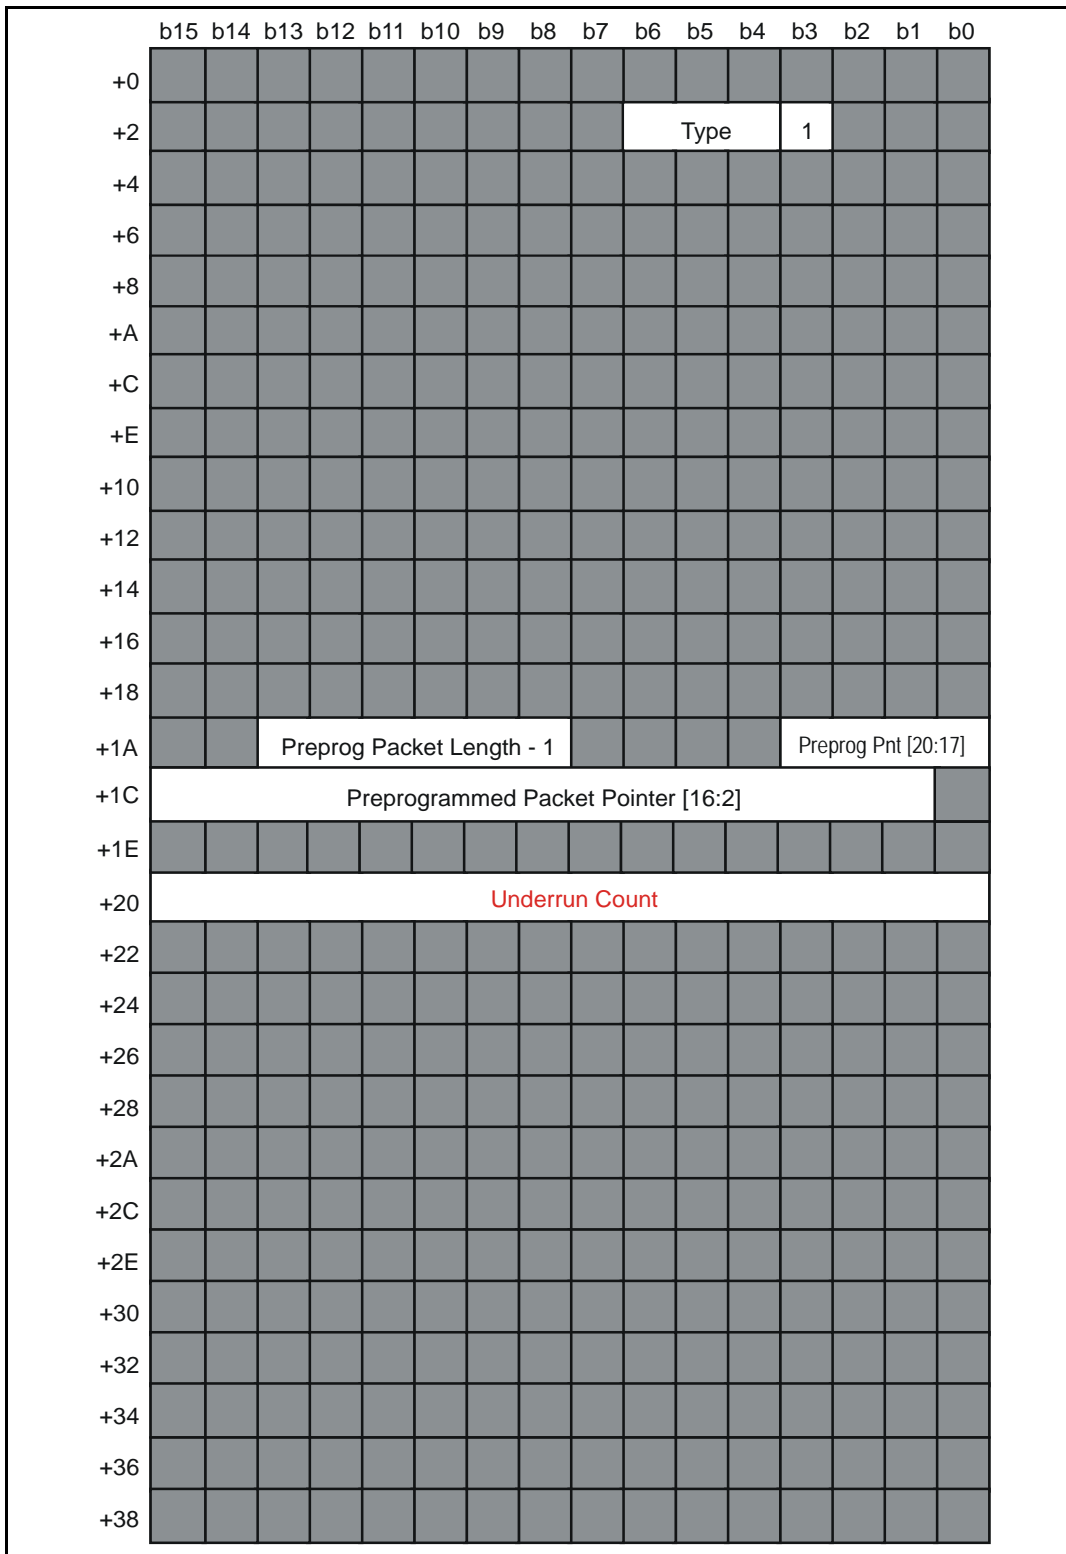 b15 b14 b13 b12 b11 b10 b9 b8 b7 b6 b5 b4 b3 b2 b1 b0
+0
+2 Type 1
+4
+6
+8
+A
+C
+E
+10
+12
+14
+16
+18
+1A Preprog Packet Length - 1 Preprog Pnt [20:17]
+1C Preprogrammed Packet Pointer [16:2]
+1E
+20 Underrun Count
+22
+24
+26
+28
+2A
+2C
+2E
+30
+32
+34
+36
+38